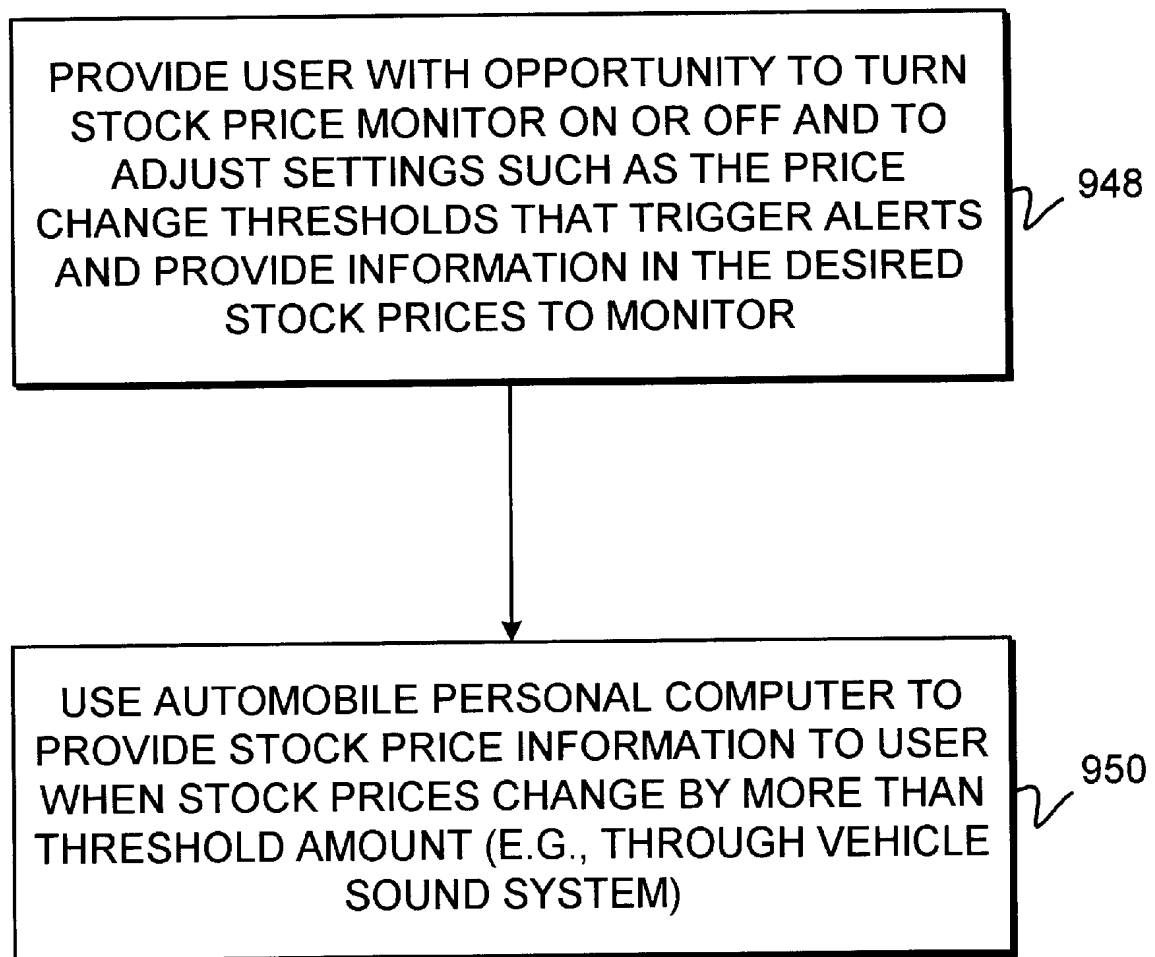 PROVIDE USER WITH OPPORTUNITY TO TURN
STOCK PRICE MONITOR ON OR OFF AND TO
ADJUST SETTINGS SUCH AS THE PRICE
CHANGE THRESHOLDS THAT TRIGGER ALERTS
AND PROVIDE INFORMATION IN THE DESIRED
STOCK PRICES TO MONITOR
948
USE AUTOMOBILE PERSONAL COMPUTER TO
PROVIDE STOCK PRICE INFORMATION TO USER
WHEN STOCK PRICES CHANGE BY MORE THAN
THRESHOLD AMOUNT (E.G., THROUGH VEHICLE
SOUND SYSTEM)
950